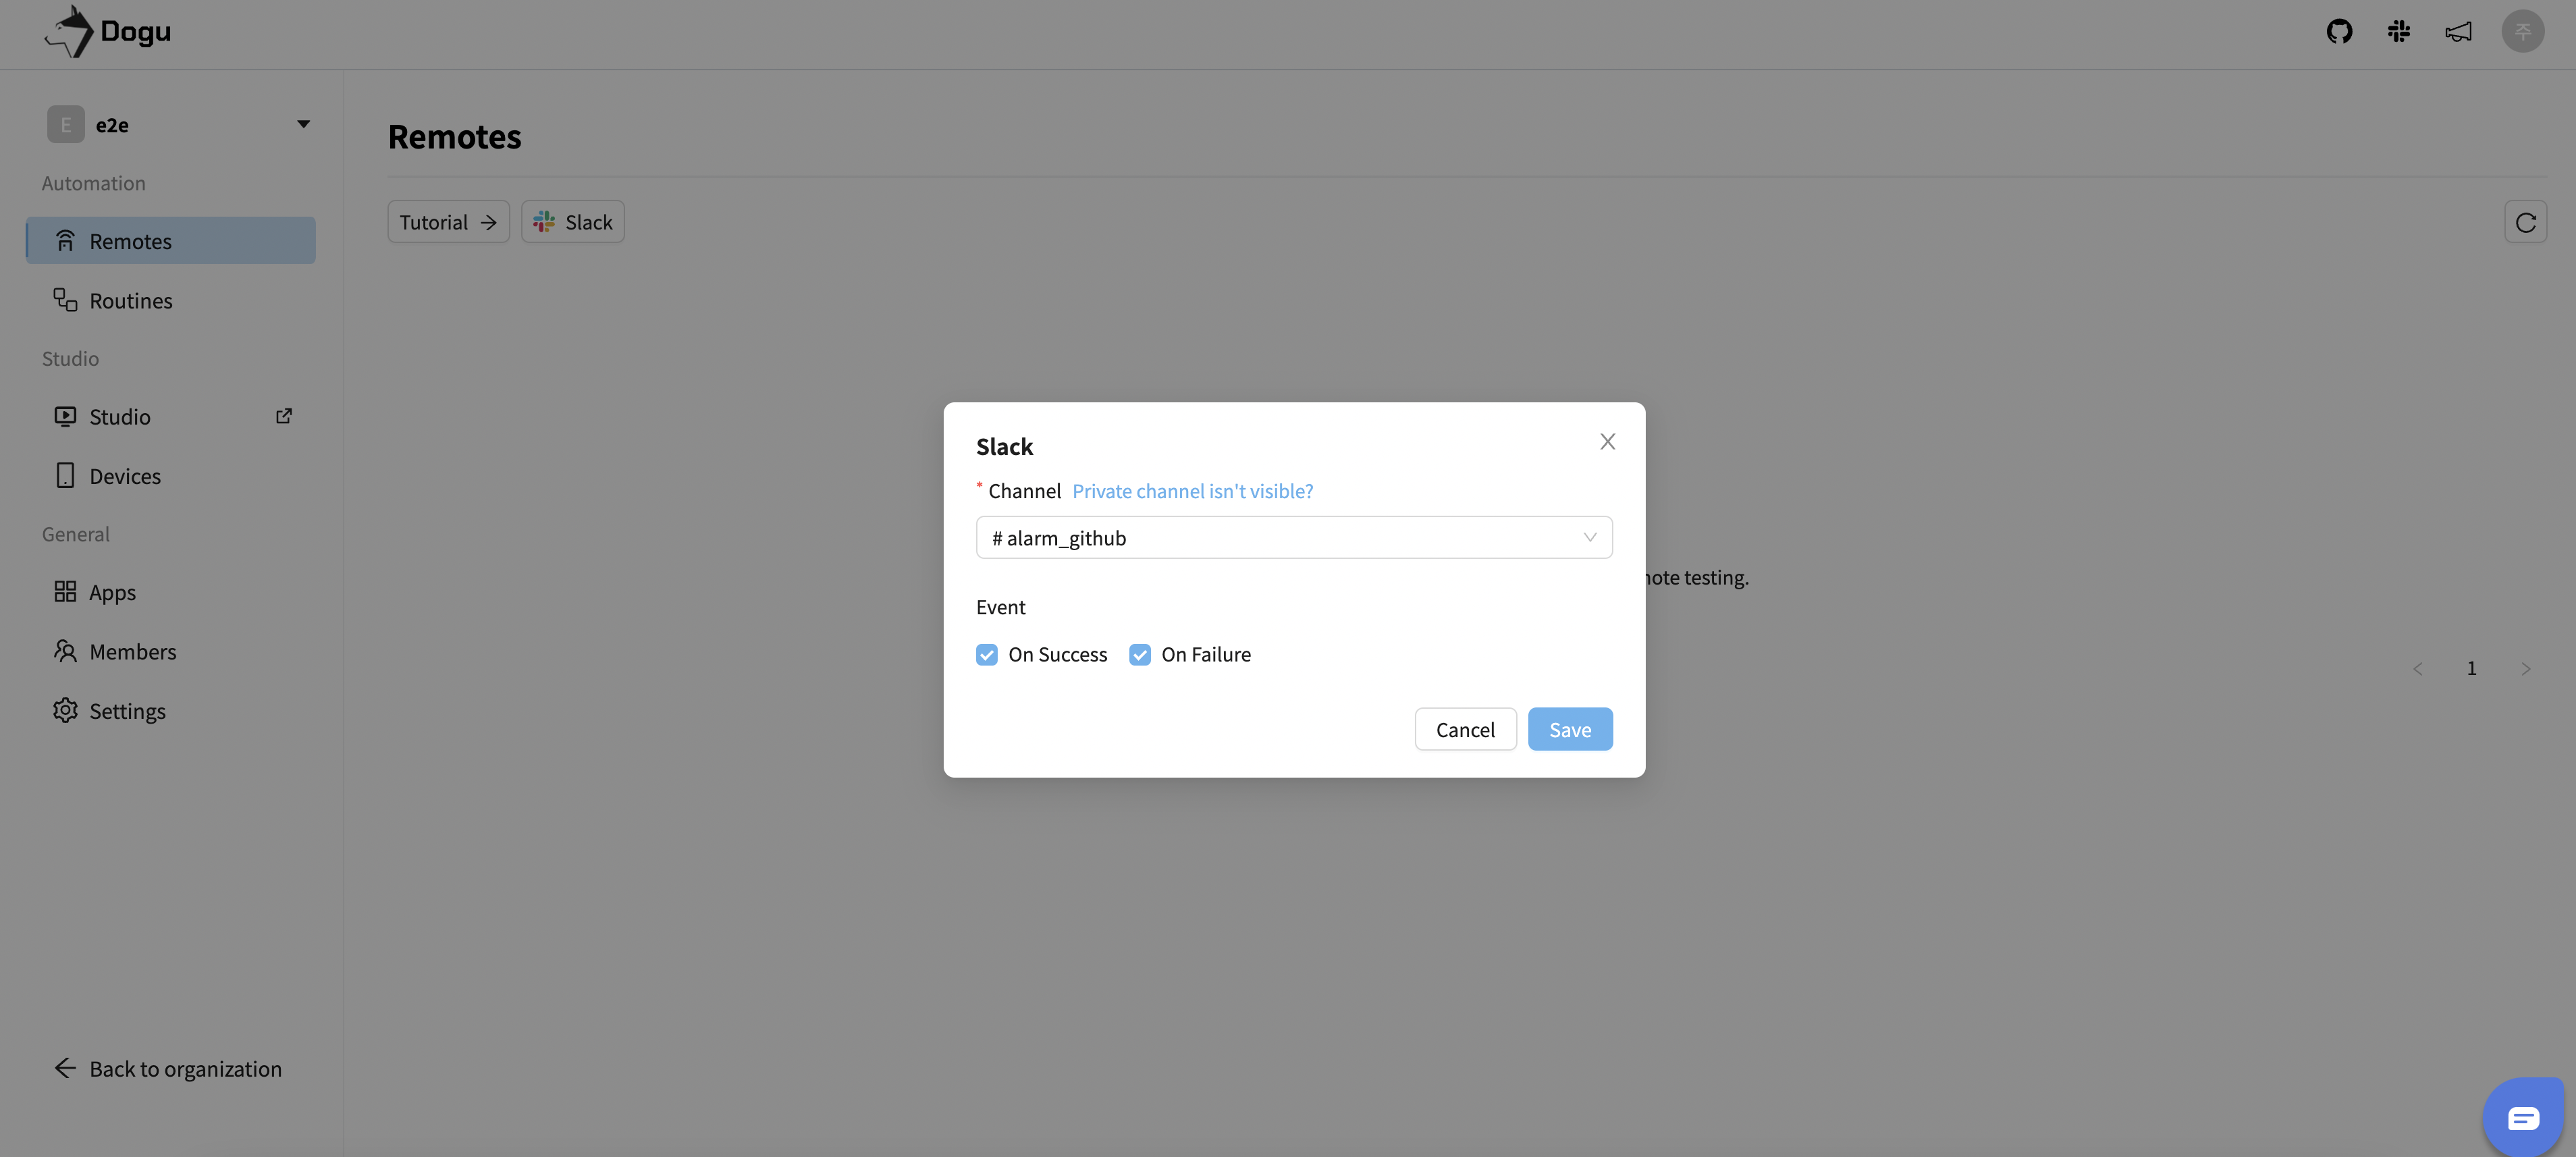 Dogu
주
E e2e
Automation
Remotes
Routines
Studio
Studio
Devices
General
Apps
Members
Settings
Back to organization
Remotes
Tutorial
Slack
Slack
* Channel Private channel isn't visible?
# alarm_github
Event
On Success On Failure
Cancel Save
testing.
1